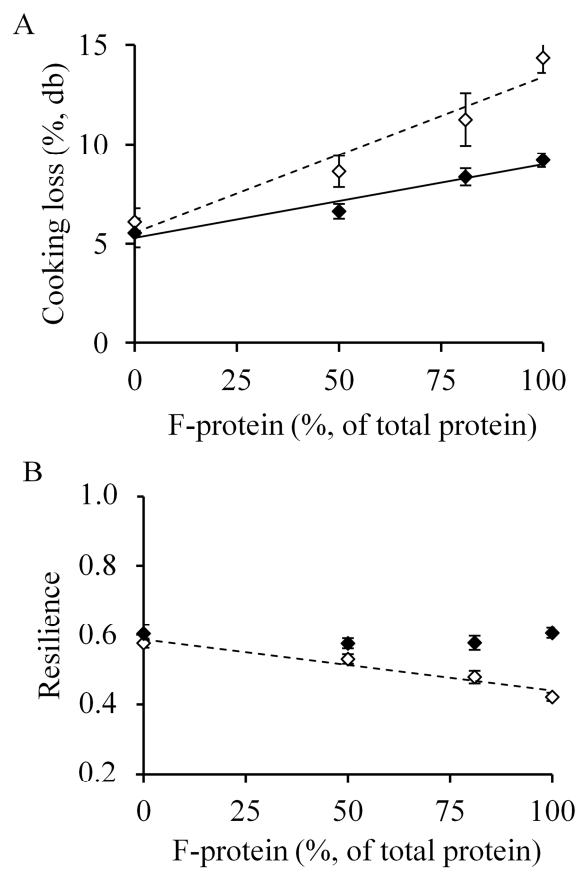 A
15
10
5
0
Cooking loss (%, db)
0 25 50 75 100
F-protein (%, of total protein)
B
1.0
0.8
0.6
0.4
0.2
Resilience
0 25 50 75 100
F-protein (%, of total protein)